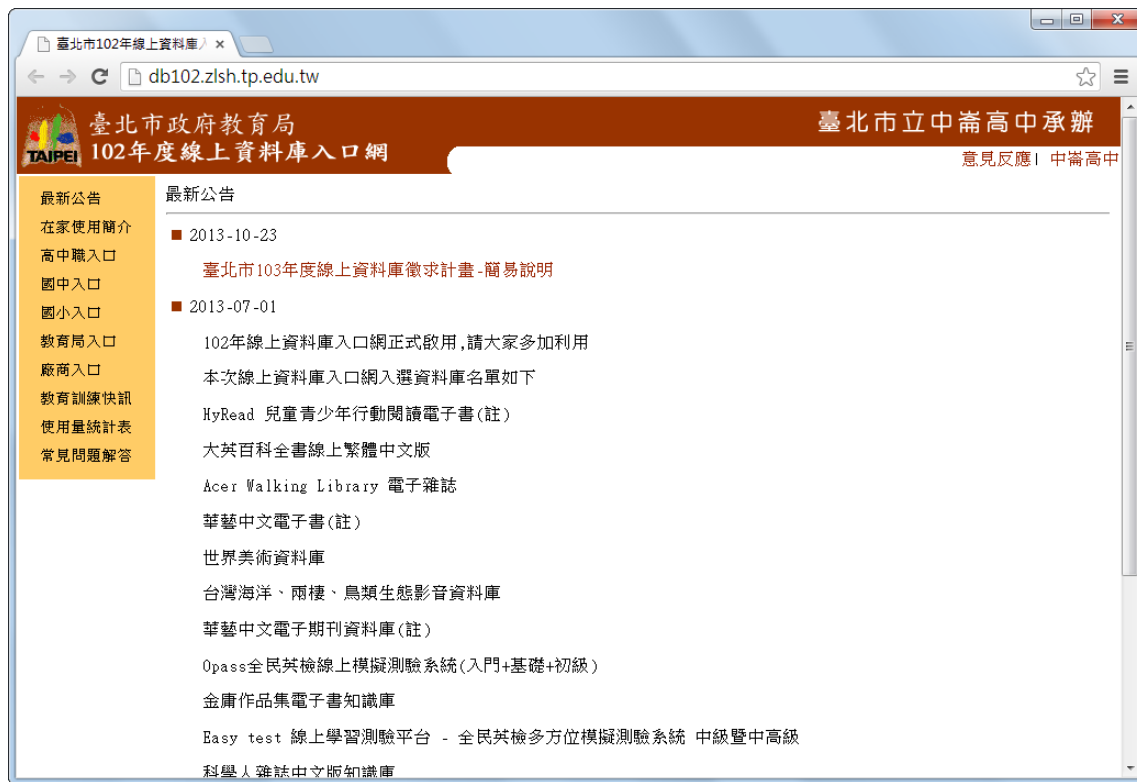 臺北市102年線上資料庫入
db102.zlsh.tp.edu.tw
TAIPEI
臺北市政府教育局
102年度線上資料庫入口網
臺北市立中崙高中承辦
意見反應| 中崙高中
最新公告
在家使用簡介
高中職入口
國中入口
國小入口
教育局入口
廠商入口
教育訓練快訊
使用量統計表
常見問題解答
最新公告
2013-10-23
臺北市103年度線上資料庫徵求計畫-簡易說明
2013-07-01
102年線上資料庫入口網正式啟用,請大家多加利用
本次線上資料庫入口網入選資料庫名單如下
HyRead 兒童青少年行動閱讀電子書(註)
大英百科全書線上繁體中文版
Acer Walking Library 電子雜誌
華藝中文電子書(註)
世界美術資料庫
台灣海洋、兩棲、鳥類生態影音資料庫
華藝中文電子期刊資料庫(註)
Opass全民英檢線上模擬測驗系統(入門+基礎+初級)
金庸作品集電子書知識庫
Easy test 線上學習測驗平台 - 全民英檢多方位模擬測驗系統 中級暨中高級
科學人雜誌中文版知識庫